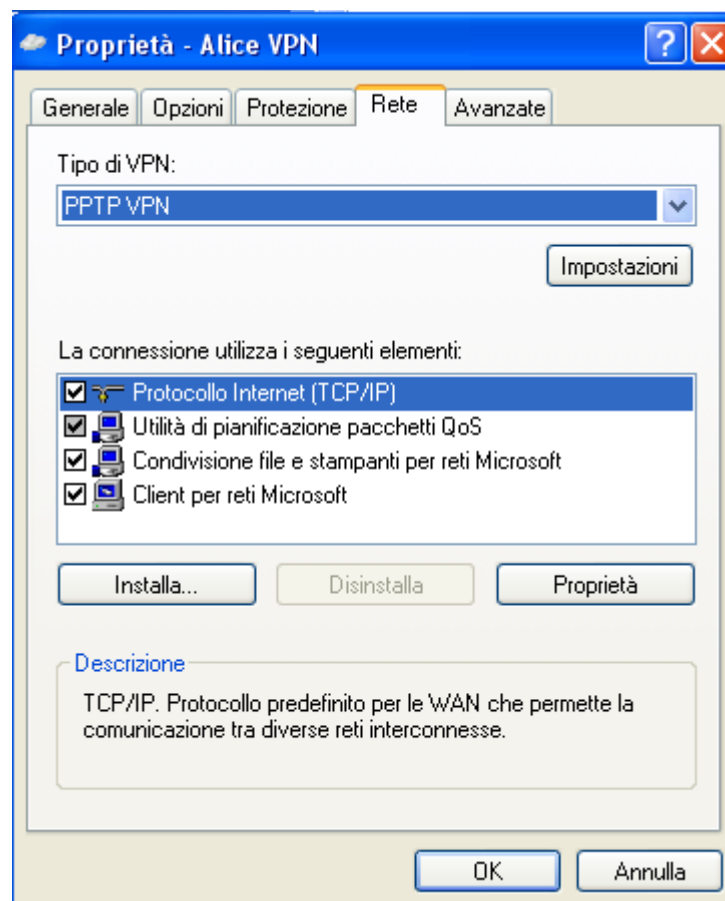 Proprietà - Alice VPN
Generale Opzioni Protezione Rete Avanzate
Tipo di VPN:
PPTP VPN
Impostazioni
La connessione utilizza i seguenti elementi:
Protocollo Internet (TCP/IP)
Utilità di pianificazione pacchetti QoS
Condivisione file e stampanti per reti Microsoft
Client per reti Microsoft
Installa... Disinstalla Proprietà
Descrizione
TCP/IP. Protocollo predefinito per le WAN che permette la
comunicazione tra diverse reti interconnesse.
OK Annulla